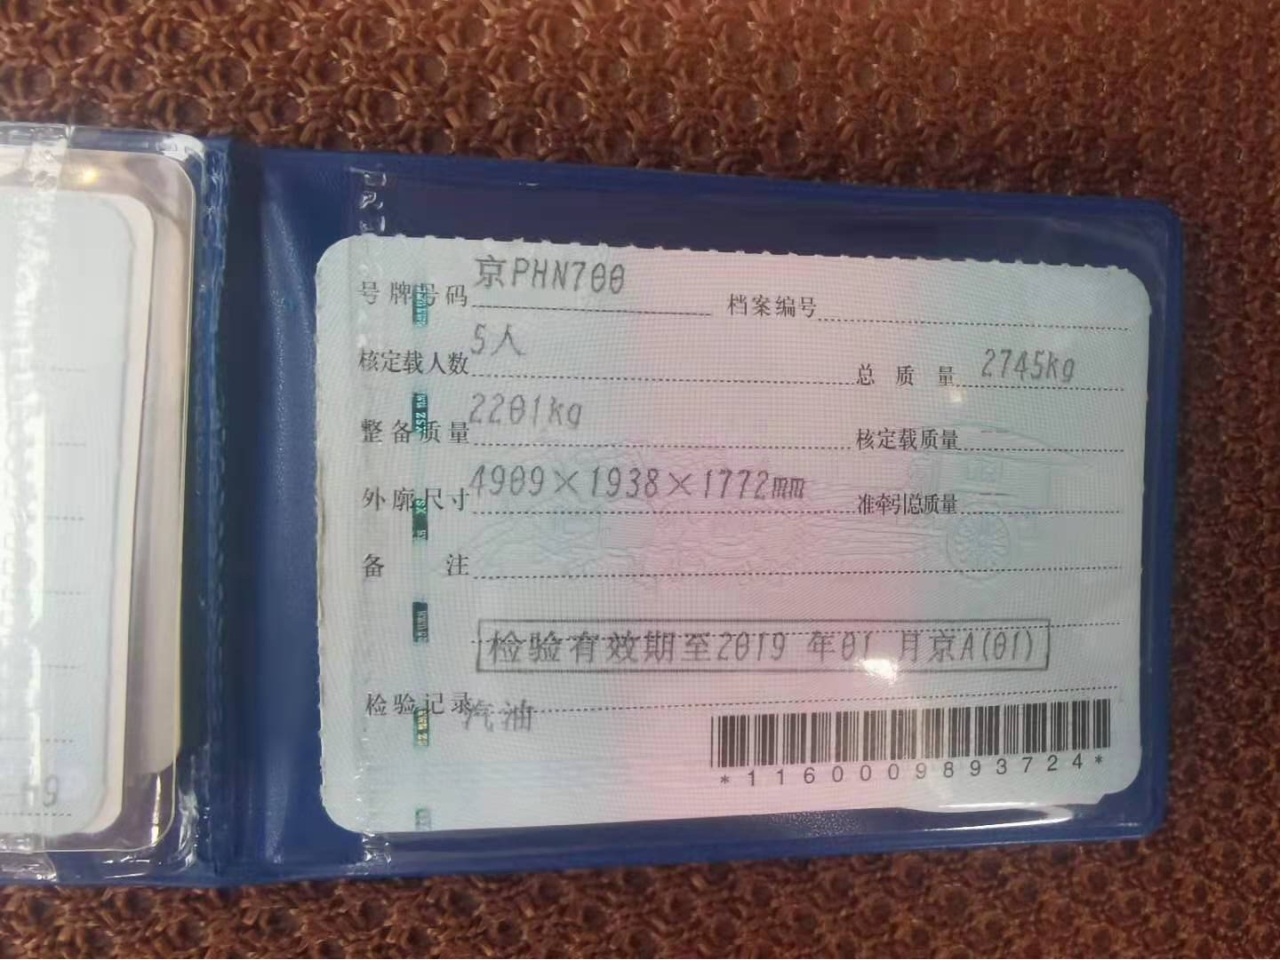 号牌号码 京PHN700 档案编号
核定载人数 5人 总质量 2745kg
整备质量 2201kg 核定载质量 --
外廓尺寸 4909×1938×1772mm 准牵引总质量 --
备注
检验有效期至2019 年01 月京A(01)
检验记录 汽油
*1160009893724*